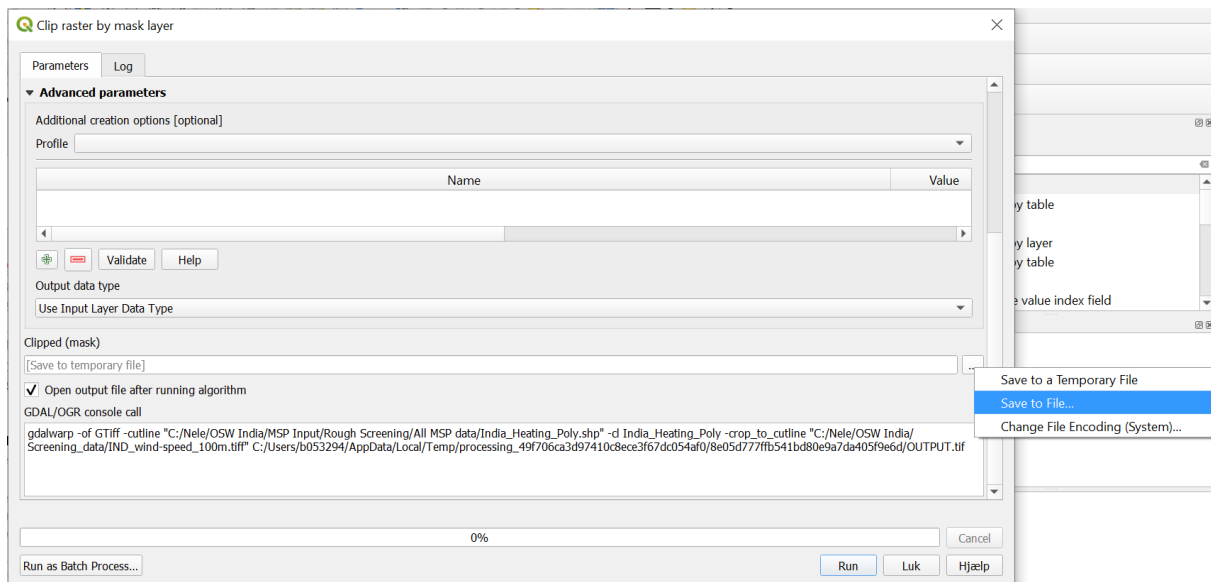 Clip raster by mask layer
Parameters
Log
Advanced parameters
Additional creation options [optional]
Profile
Name
Value
Validate
Help
Output data type
Use Input Layer Data Type
Clipped (mask)
[Save to temporary file]
...
Open output file after running algorithm
GDAL/OGR console call
gdalwarp -of GTiff -cutline "C:/Nele/OSW India/MSP Input/Rough Screening/All MSP data/India_Heating_Poly.shp" -cl India_Heating_Poly -crop_to_cutline "C:/Nele/OSW India/
Screening_data/IND_wind-speed_100m.tiff" C:/Users/b053294/AppData/Local/Temp/processing_49f706ca3d97410c8ece3f67dc054af0/8e05d777ffb541bd80e9a7da405f9e6d/OUTPUT.tif
0%
Cancel
Run as Batch Process...
Run
Luk
Hjælp
by table
by layer
by table
value index field
Save to a Temporary File
Save to File...
Change File Encoding (System)...